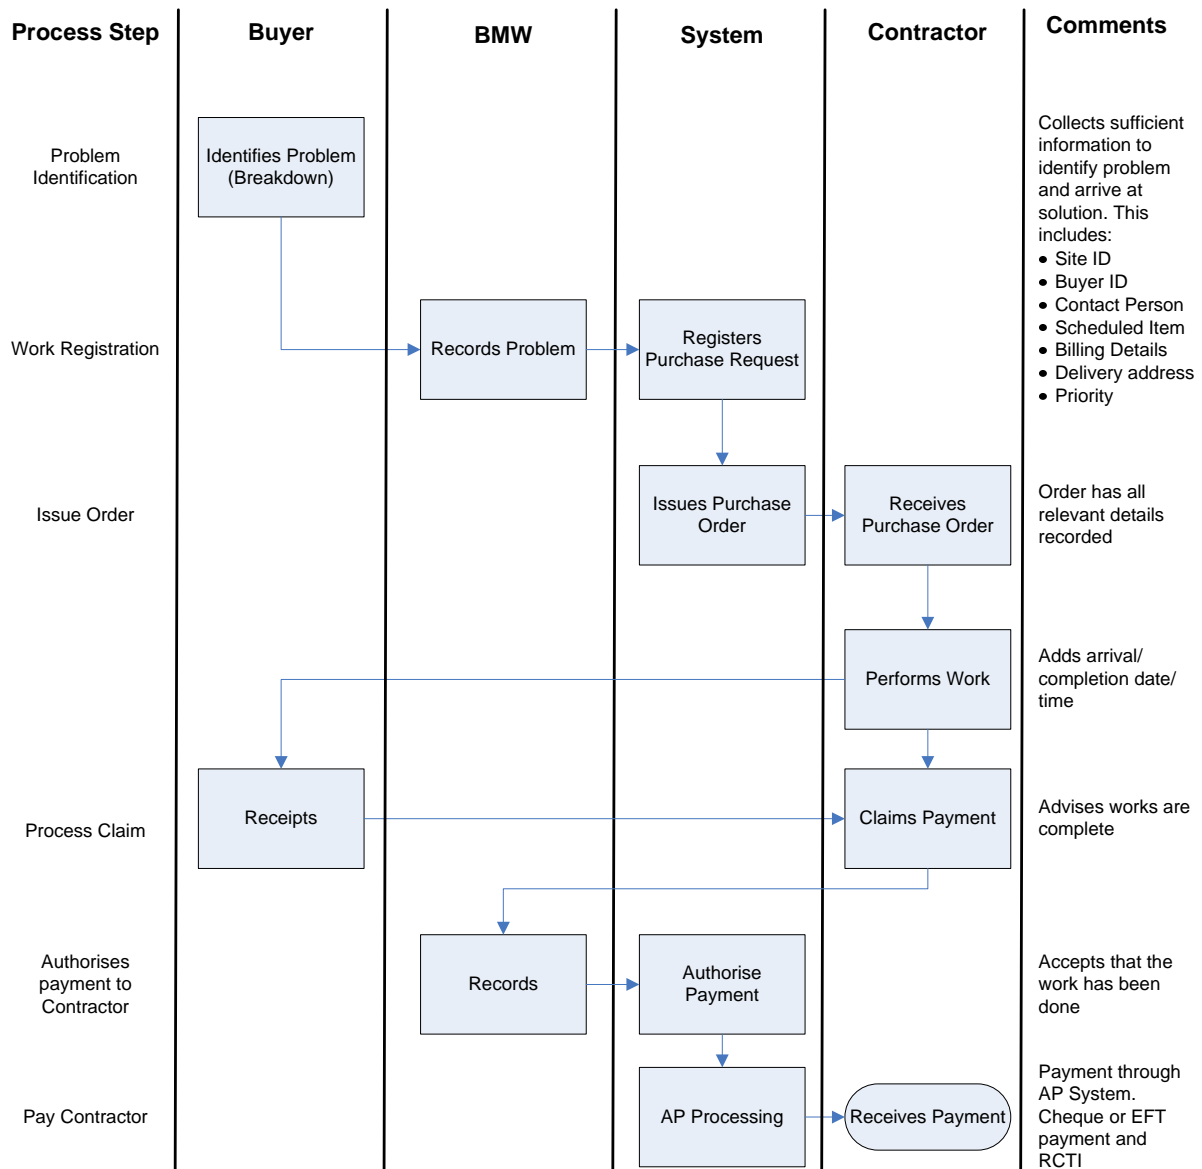 Process Step
Buyer
BMW
System
Contractor
Comments
Problem
Identification
Identifies Problem
(Breakdown)
Collects sufficient
information to
identify problem
and arrive at
solution. This
includes:
• Site ID
• Buyer ID
• Contact Person
• Scheduled Item
• Billing Details
• Delivery address
• Priority
Work Registration
Records Problem
Registers
Purchase Request
Issue Order
Issues Purchase
Order
Receives
Purchase Order
Order has all
relevant details
recorded
Performs Work
Adds arrival/
completion date/
time
Process Claim
Receipts
Claims Payment
Advises works are
complete
Authorises
payment to
Contractor
Records
Authorise
Payment
Accepts that the
work has been
done
Pay Contractor
AP Processing
Receives Payment
Payment through
AP System.
Cheque or EFT
payment and
RCTI